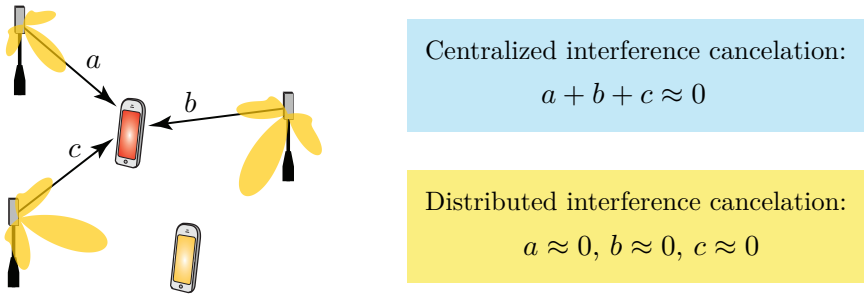 a
b
c
Centralized interference cancelation:
a + b + c ≈ 0
Distributed interference cancelation:
a ≈ 0, b ≈ 0, c ≈ 0